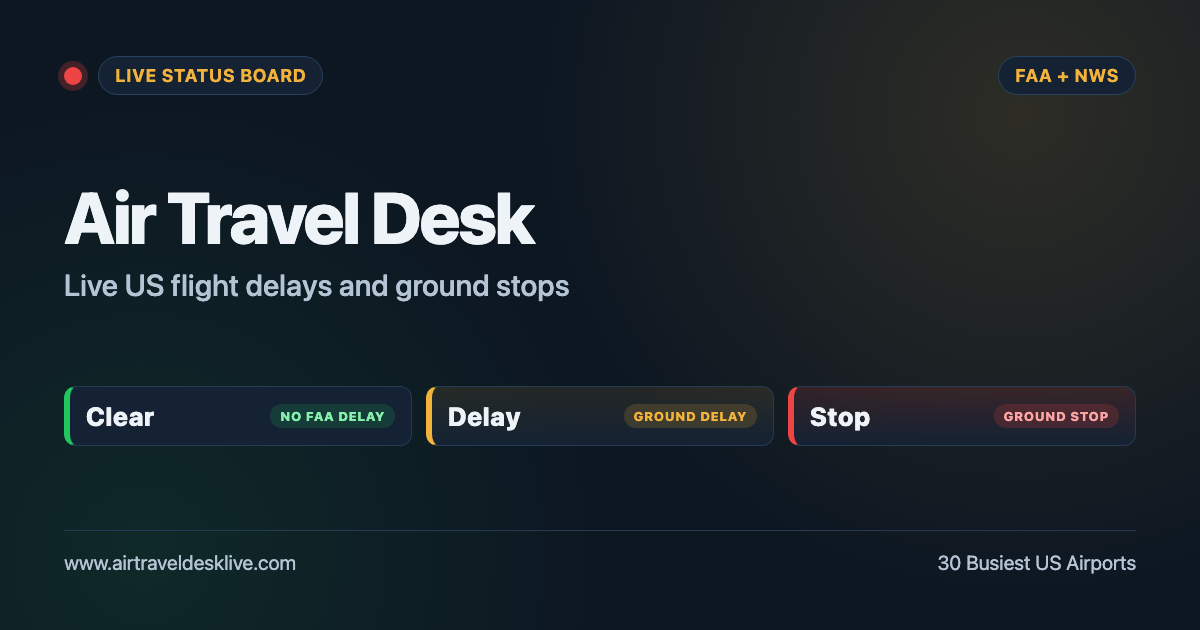 LIVE STATUS BOARD
FAA + NWS
Air Travel Desk
Live US flight delays and ground stops
Clear
NO FAA DELAY
Delay
GROUND DELAY
Stop
GROUND STOP
www.airtraveldesklive.com
30 Busiest US Airports